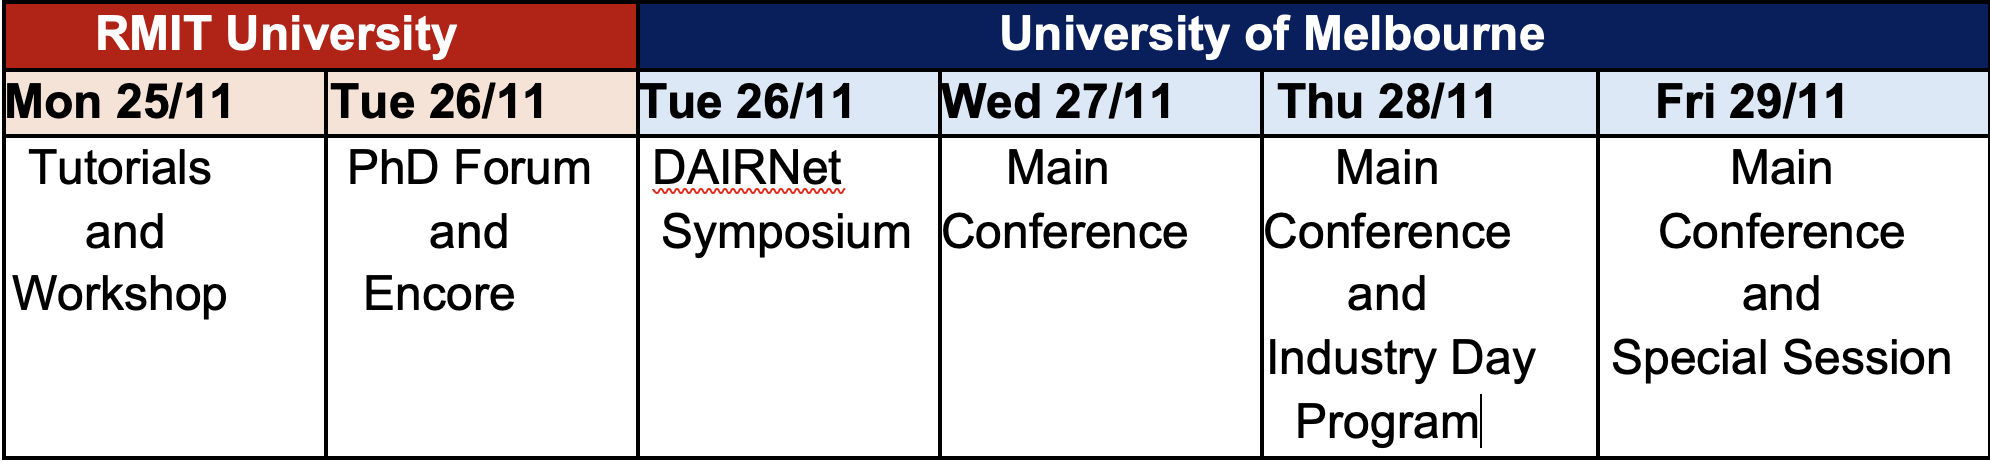 RMIT University University of Melbourne
Mon 25/11 Tue 26/11 Tue 26/11 Wed 27/11 Thu 28/11 Fri 29/11
Tutorials
and
Workshop
PhD Forum
and
Encore
DAIRNet
Symposium
Main
Conference
Main
Conference
and
Industry Day
Program
Main
Conference
and
Special Session